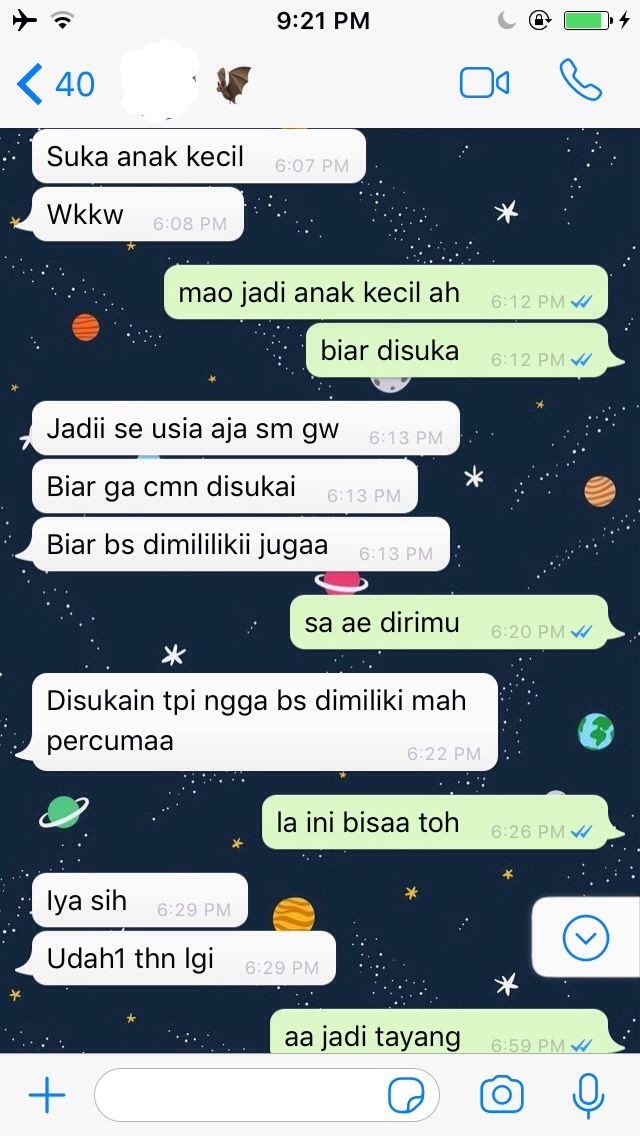 9:21 PM
40
Suka anak kecil 6:07 PM
Wkkw 6:08 PM
mao jadi anak kecil ah 6:12 PM
biar disuka 6:12 PM
Jadii se usia aja sm gw 6:13 PM
Biar ga cmn disukai 6:13 PM
Biar bs dimililikii jugaa 6:13 PM
sa ae dirimu 6:20 PM
Disukain tpi ngga bs dimiliki mah
percumaa 6:22 PM
la ini bisaa toh 6:26 PM
Iya sih 6:29 PM
Udah1 thn lgi 6:29 PM
aa jadi tayang 6:59 PM